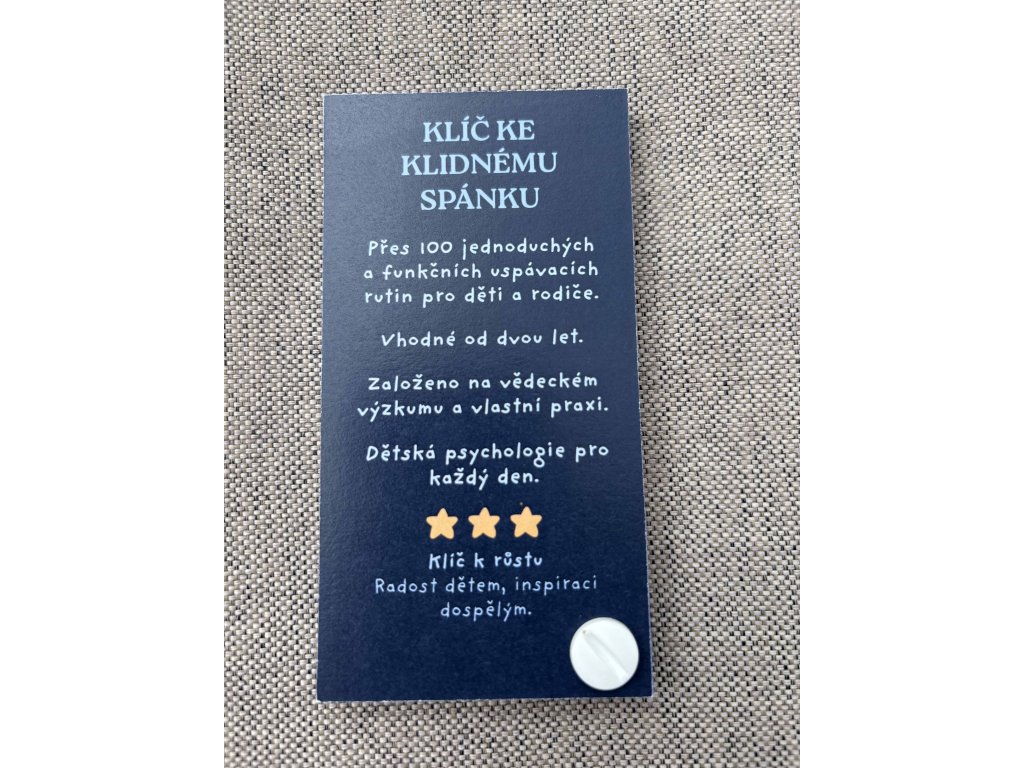 KLÍČ KE
KLIDNÉMU
SPÁNKU
Přes 100 jednoduchých
a funkčních uspávacích
rutin pro děti a rodiče.
Vhodné od dvou let.
Založeno na vědeckém
výzkumu a vlastní praxi.
Dětská psychologie pro
každý den.
Klíč k růstu
Radost dětem, inspiraci
dospělým.